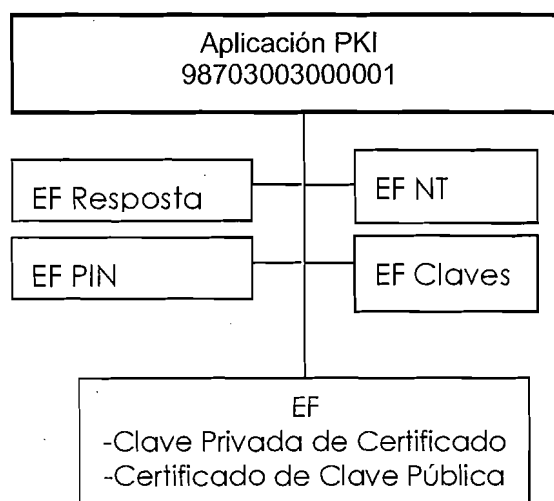 Aplicación PKI
98703003000001
EF Resposta
EF NT
EF PIN
EF Claves
EF
-Clave Privada de Certificado
-Certificado de Clave Pública